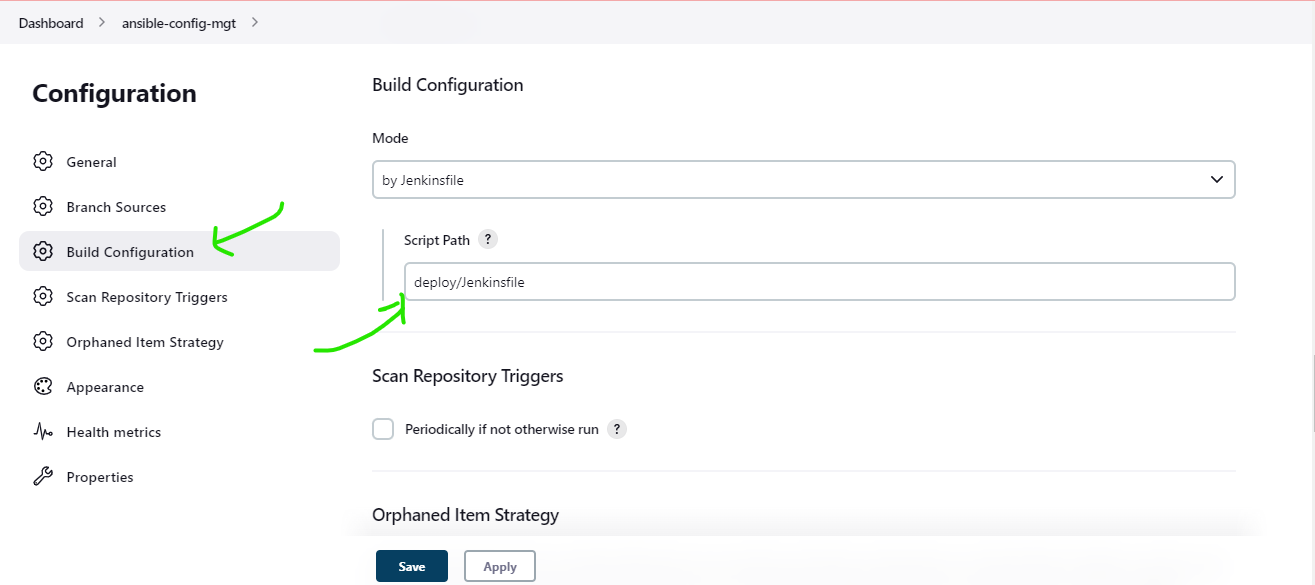 Dashboard > ansible-config-mgt >
Configuration
General
Branch Sources
Build Configuration
Scan Repository Triggers
Orphaned Item Strategy
Appearance
Health metrics
Properties
Build Configuration
Mode
by Jenkinsfile
Script Path ?
deploy/Jenkinsfile
Scan Repository Triggers
Periodically if not otherwise run ?
Orphaned Item Strategy
Save Apply